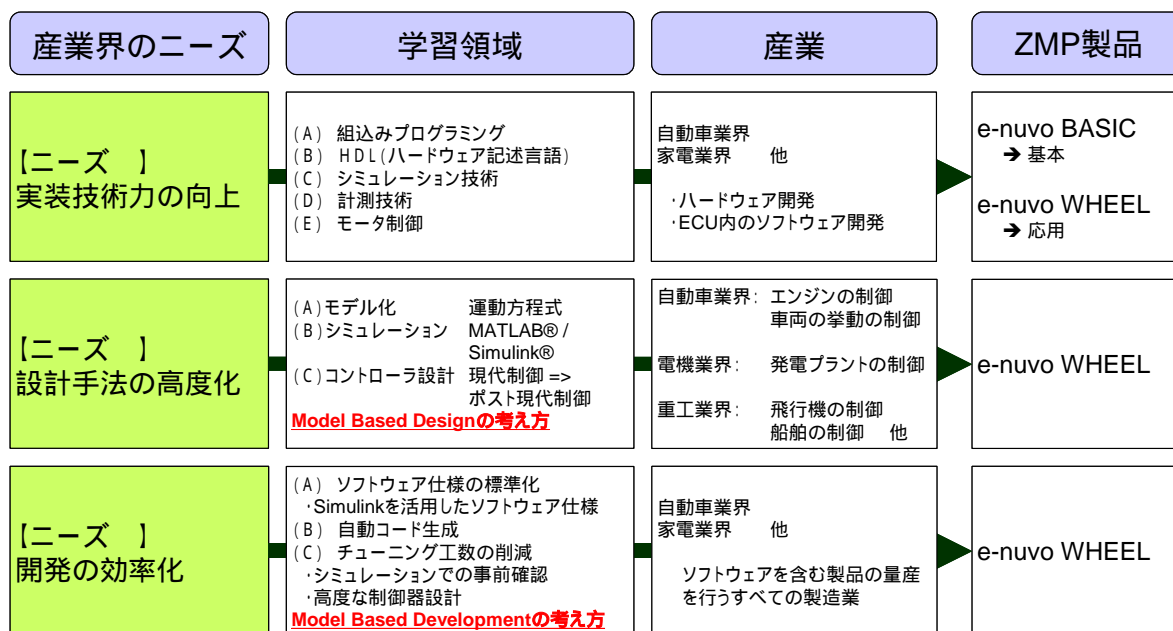 産業界のニーズ
学習領域
産業
ZMP製品
【ニーズ　】
実装技術力の向上
(A) 組込みプログラミング
(B) HDL(ハードウェア記述言語)
(C) シミュレーション技術
(D) 計測技術
(E) モータ制御
自動車業界
家電業界　他
・ハードウェア開発
・ECU内のソフトウェア開発
e-nuvo BASIC
➔ 基本
e-nuvo WHEEL
➔ 応用
【ニーズ　】
設計手法の高度化
(A)モデル化　運動方程式
(B)シミュレーション　MATLAB® /
Simulink®
(C)コントローラ設計　現代制御 =>
ポスト現代制御
Model Based Designの考え方
自動車業界:　エンジンの制御
車両の挙動の制御
電機業界:　発電プラントの制御
重工業界:　飛行機の制御
船舶の制御　他
e-nuvo WHEEL
【ニーズ　】
開発の効率化
(A) ソフトウェア仕様の標準化
・Simulinkを活用したソフトウェア仕様
(B) 自動コード生成
(C) チューニング工数の削減
・シミュレーションでの事前確認
・高度な制御器設計
Model Based Developmentの考え方
自動車業界
家電業界　他
ソフトウェアを含む製品の量産
を行うすべての製造業
e-nuvo WHEEL